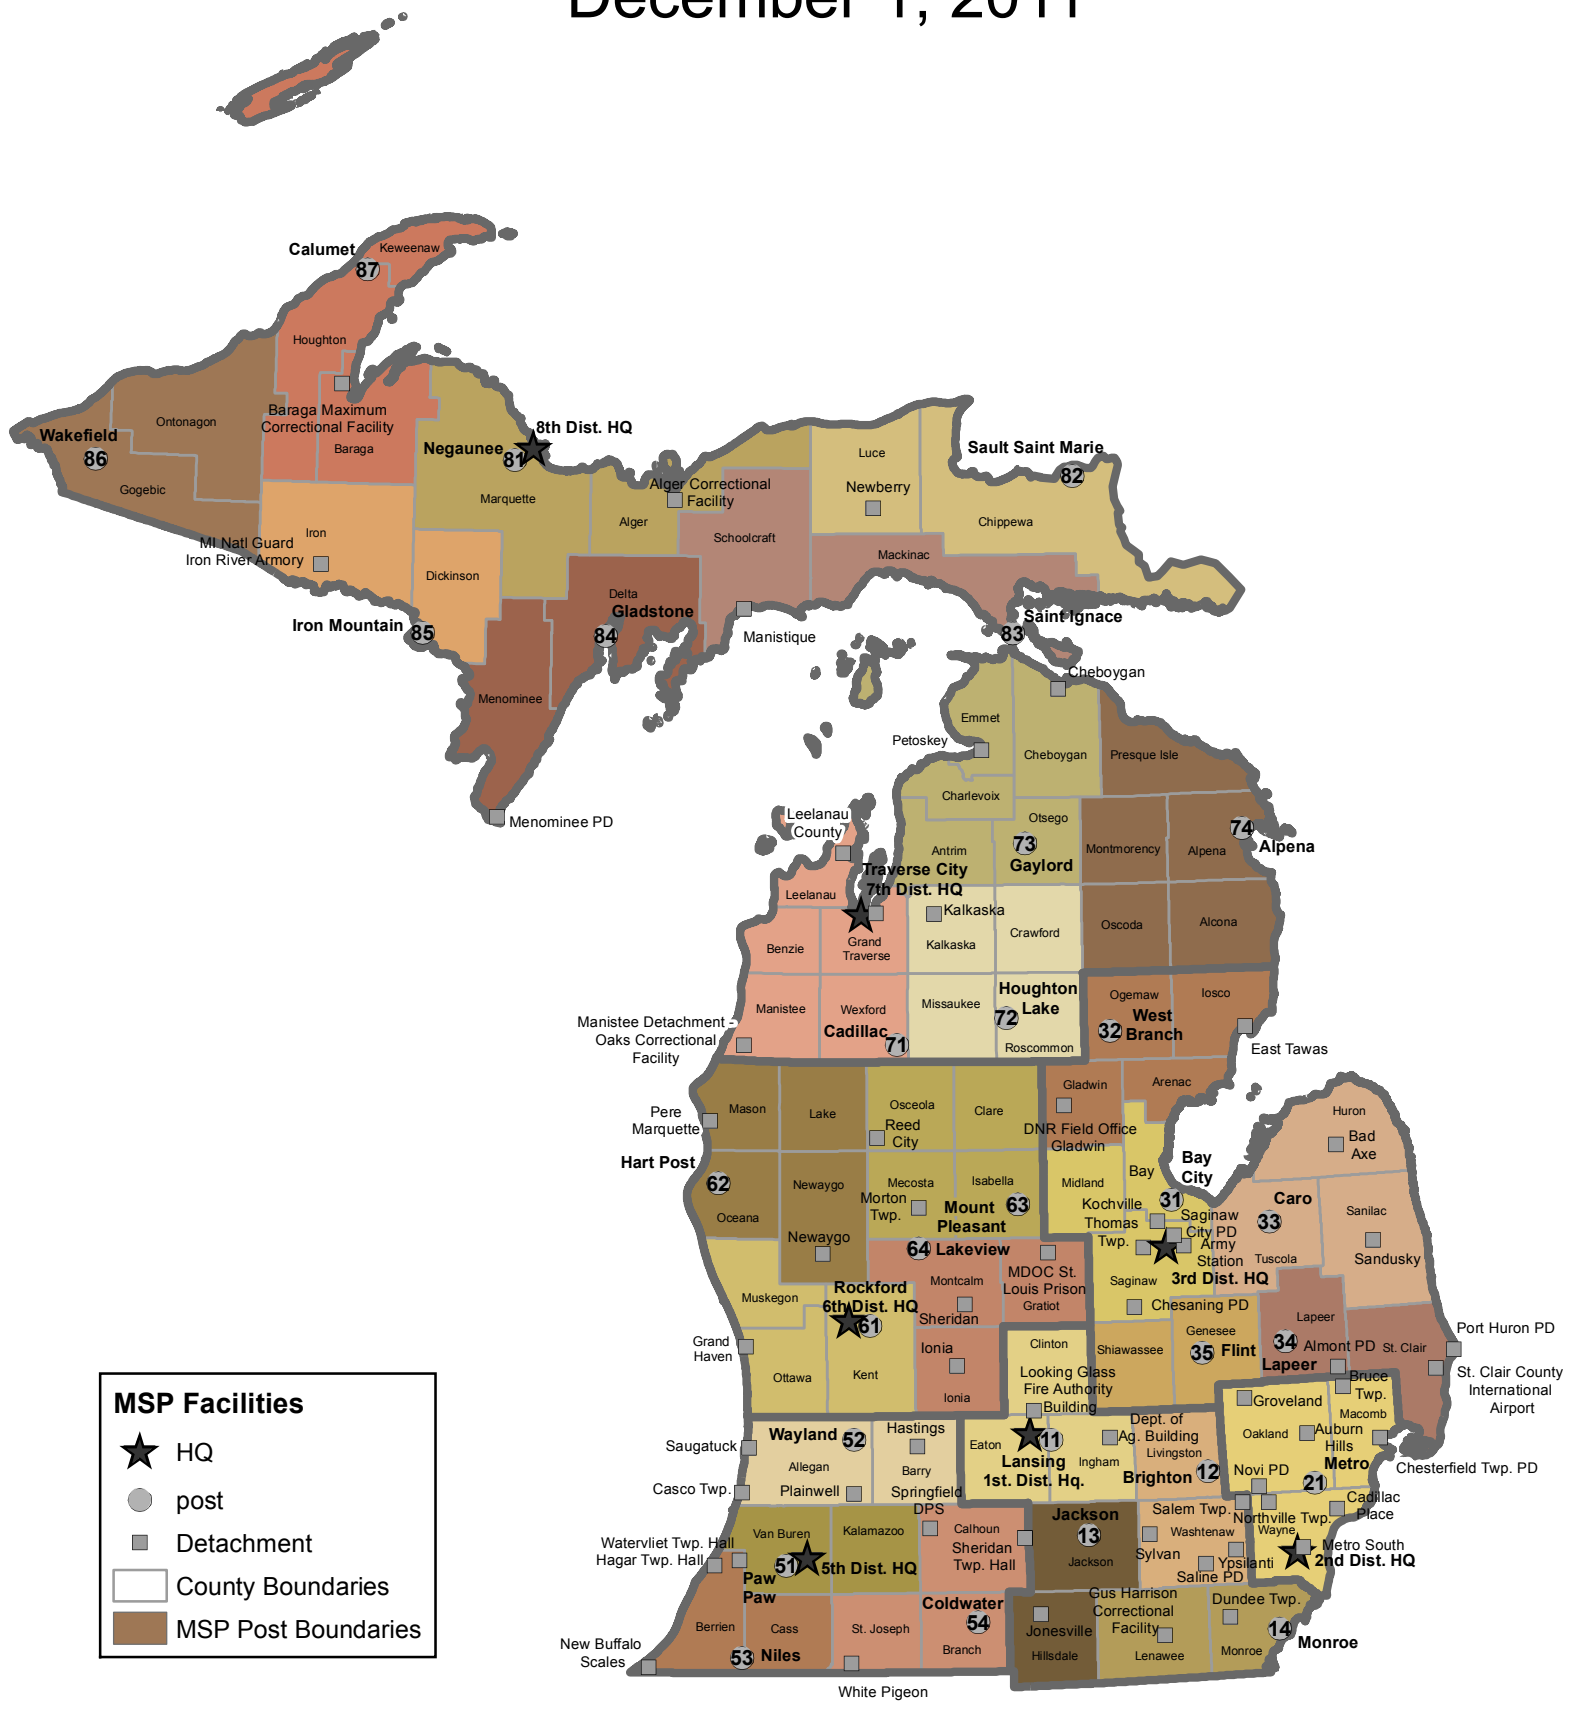 December 1, 2011
Calumet
Keweenaw
87
Houghton
Baraga Maximum
Correctional Facility
Baraga
Ontonagon
Wakefield
86
Gogebic
8th Dist. HQ
Negaunee
81
Marquette
Alger Correctional
Facility
Alger
Luce
Newberry
Sault Saint Marie
82
Chippewa
Schoolcraft
Mackinac
Iron
MI Natl Guard
Iron River Armory
Dickinson
Iron Mountain
85
Delta
Gladstone
84
Manistique
Saint Ignace
83
Menominee
Menominee PD
Cheboygan
Emmet
Petoskey
Cheboygan
Presque Isle
Charlevoix
Leelanau
County
Otsego
73
Gaylord
Antrim
Montmorency
Alpena
74
Alpena
Traverse City
7th Dist. HQ
Leelanau
Kalkaska
Benzie
Grand
Traverse
Kalkaska
Crawford
Oscoda
Alcona
Manistee
Wexford
Missaukee
Houghton
Lake
72
Roscommon
Cadillac
71
Manistee Detachment -
Oaks Correctional
Facility
Ogemaw
Iosco
32
West
Branch
East Tawas
Gladwin
Arenac
DNR Field Office
Gladwin
Mason
Lake
Osceola
Clare
Reed
City
Pere
Marquette
Hart Post
62
Oceana
Newaygo
Newaygo
Mecosta
Isabella
Morton
Twp.
Mount
Pleasant
63
Midland
Bay
Bay
City
31
Kochville
Thomas
Twp.
Saginaw
City PD
Army
Station
3rd Dist. HQ
Saginaw
Chesaning PD
Huron
Bad
Axe
Caro
33
Tuscola
Sanilac
Sandusky
64
Lakeview
Montcalm
Sheridan
MDOC St.
Louis Prison
Gratiot
Muskegon
Rockford
6th Dist. HQ
61
Grand
Haven
Ottawa
Kent
Ionia
Ionia
Clinton
Looking Glass
Fire Authority
Building
Shiawassee
Genesee
35
Flint
Lapeer
34
Lapeer
Almont PD
St. Clair
Port Huron PD
St. Clair County
International
Airport
Bruce
Twp.
Groveland
Macomb
Oakland
Auburn
Hills
Metro
21
Novi PD
Chesterfield Twp. PD
Saugatuck
Wayland
52
Allegan
Plainwell
Casco Twp.
Hastings
Barry
Springfield
DPS
Eaton
11
Lansing
1st. Dist. Hq.
Ingham
Dept. of
Ag. Building
Livingston
Brighton
12
Salem Twp.
Northville Twp.
Cadillac
Place
Wayne
Metro South
2nd Dist. HQ
Watervliet Twp. Hall
Hagar Twp. Hall
Van Buren
51
Paw
Paw
5th Dist. HQ
Kalamazoo
Calhoun
Sheridan
Twp. Hall
Jackson
13
Jackson
Washtenaw
Sylvan
Ypsilanti
Saline PD
Berrien
Cass
53
Niles
New Buffalo
Scales
St. Joseph
White Pigeon
Coldwater
54
Branch
Jonesville
Hillsdale
Gus Harrison
Correctional
Facility
Lenawee
Dundee Twp.
14
Monroe
Monroe
MSP Facilities
HQ
post
Detachment
County Boundaries
MSP Post Boundaries